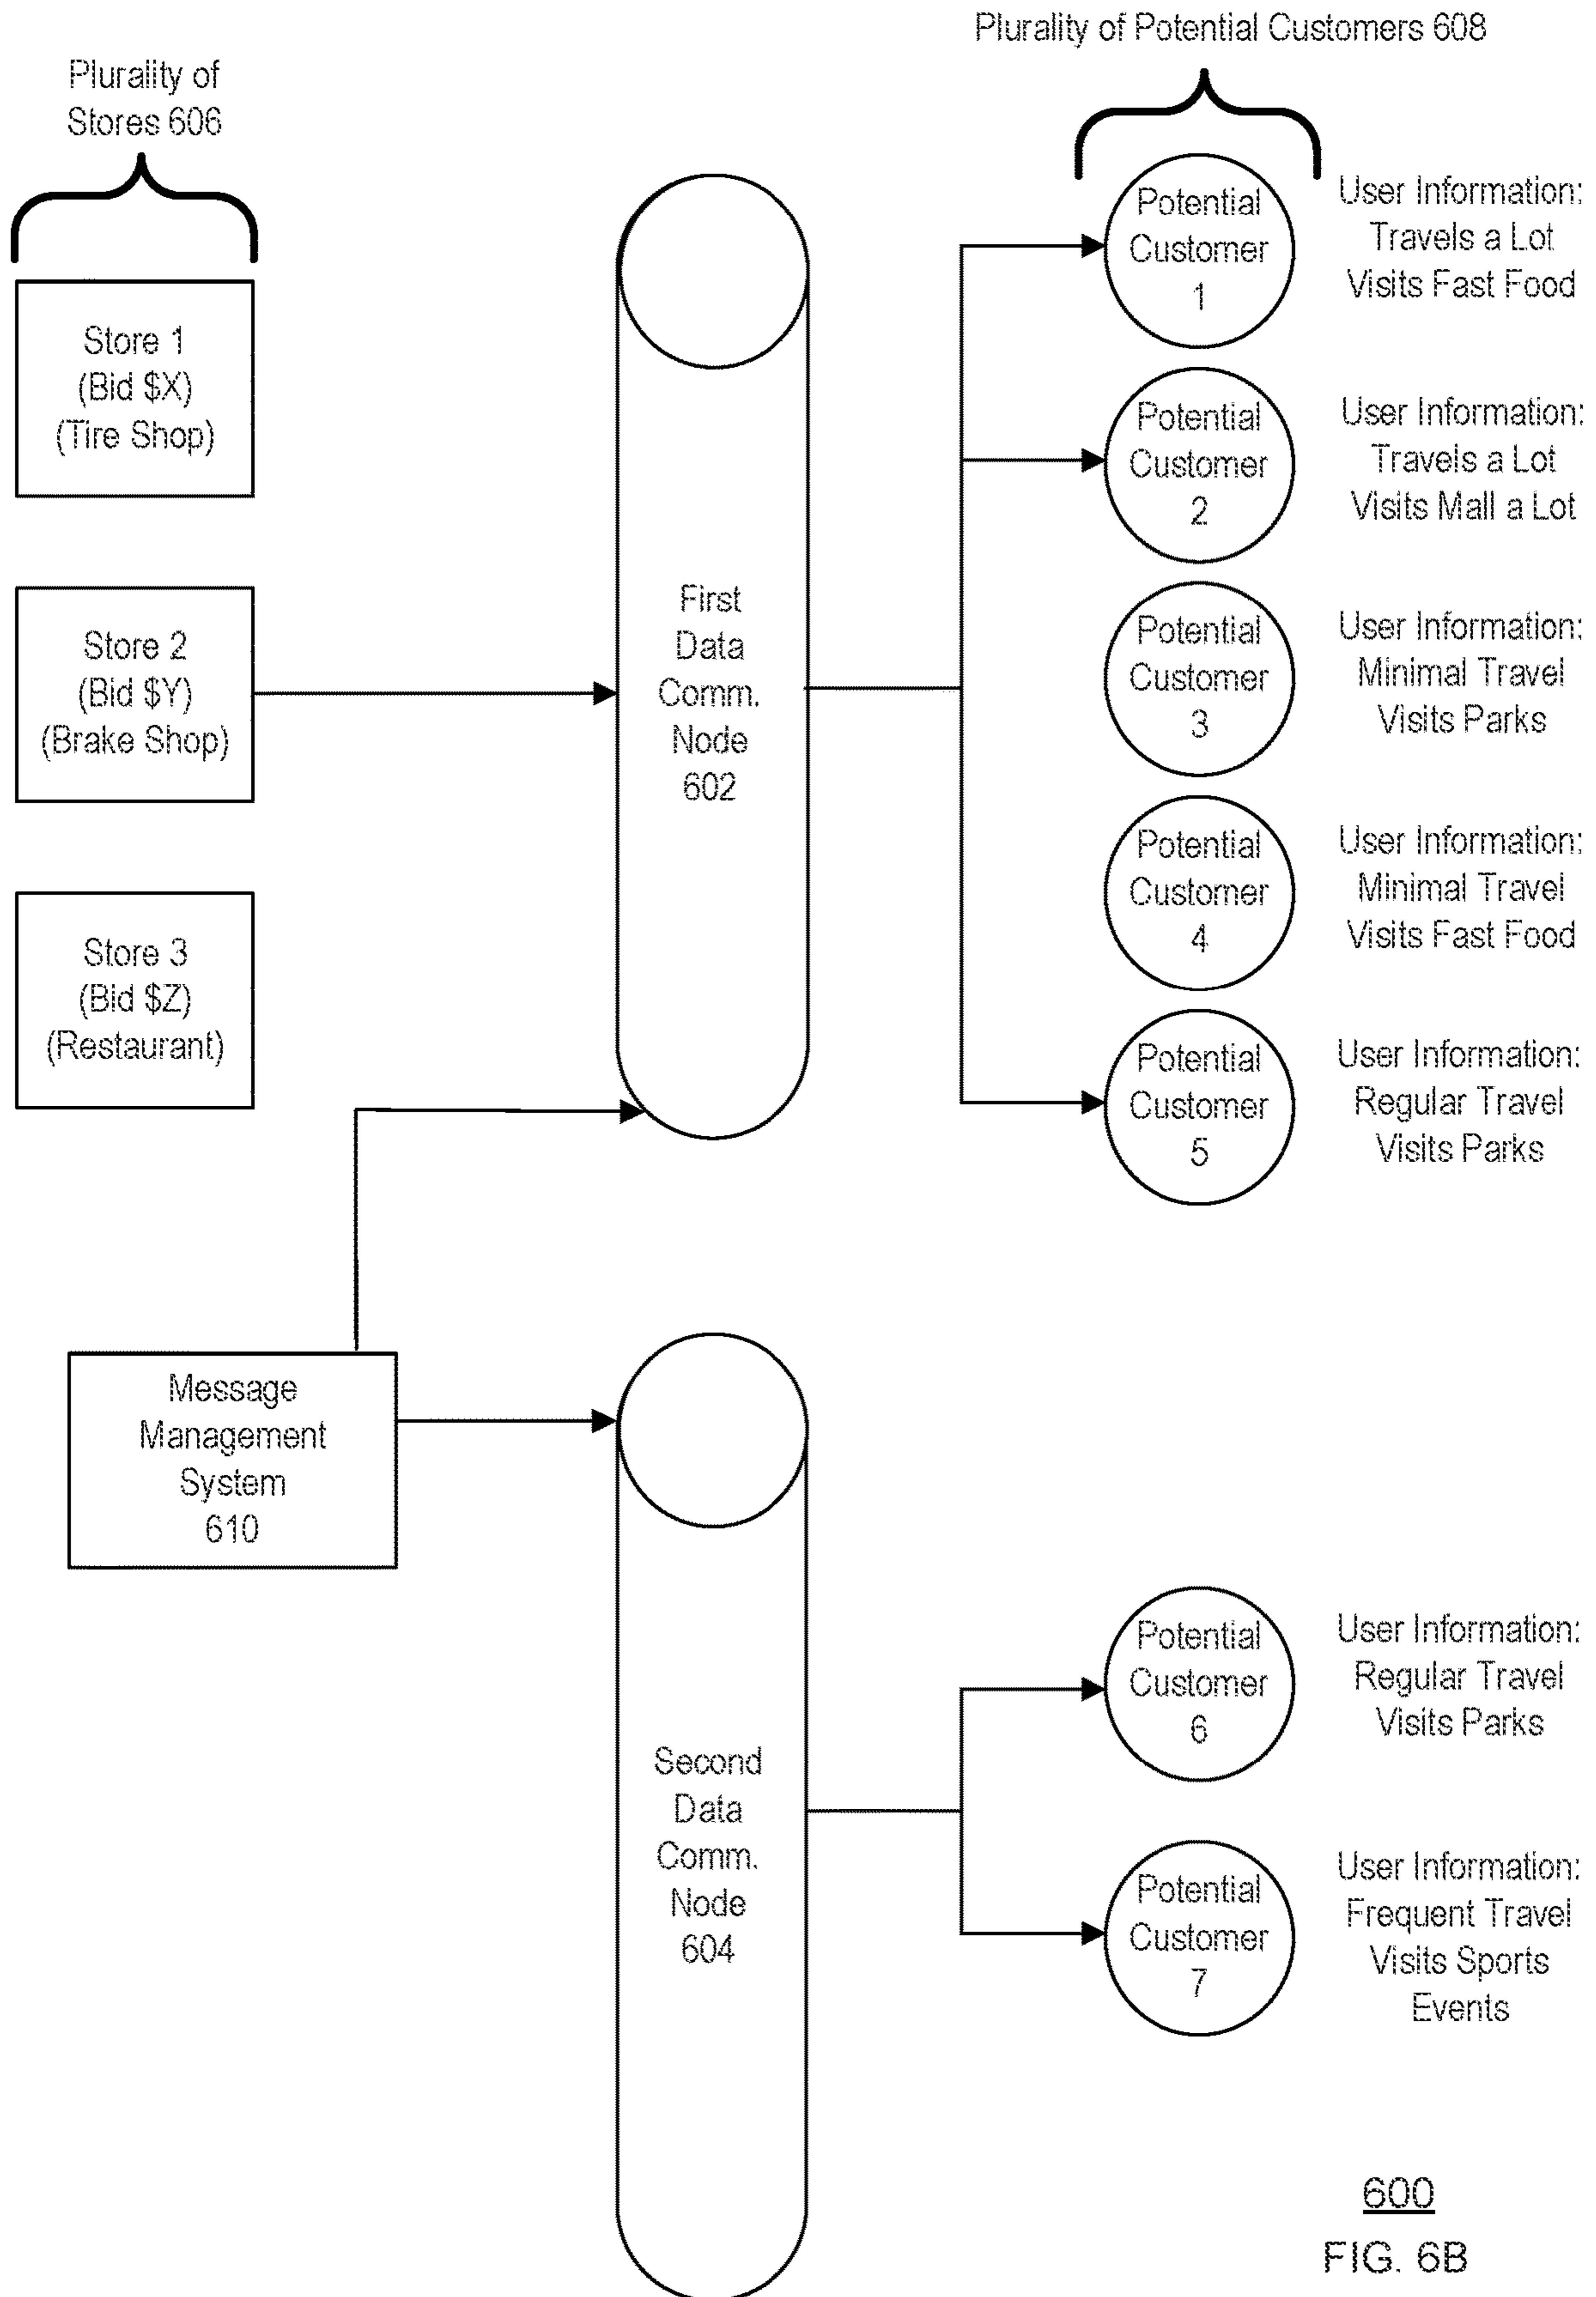 Plurality of Potential Customers 608
Plurality of
Stores 606
Store 1
(Bid $X)
(Tire Shop)
Store 2
(Bid $Y)
(Brake Shop)
Store 3
(Bid $Z)
(Restaurant)
Message
Management
System
610
First
Data
Comm.
Node
602
Second
Data
Comm.
Node
604
Potential
Customer
1
User Information:
Travels a Lot
Visits Fast Food
Potential
Customer
2
User Information:
Travels a Lot
Visits Mall a Lot
Potential
Customer
3
User Information:
Minimal Travel
Visits Parks
Potential
Customer
4
User Information:
Minimal Travel
Visits Fast Food
Potential
Customer
5
User Information:
Regular Travel
Visits Parks
Potential
Customer
6
User Information:
Regular Travel
Visits Parks
Potential
Customer
7
User Information:
Frequent Travel
Visits Sports
Events
600
FIG. 6B